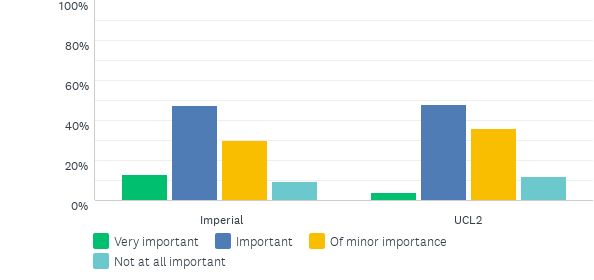 100%
80%
60%
40%
20%
0%
Imperial UCL2
Very important Important Of minor importance
Not at all important